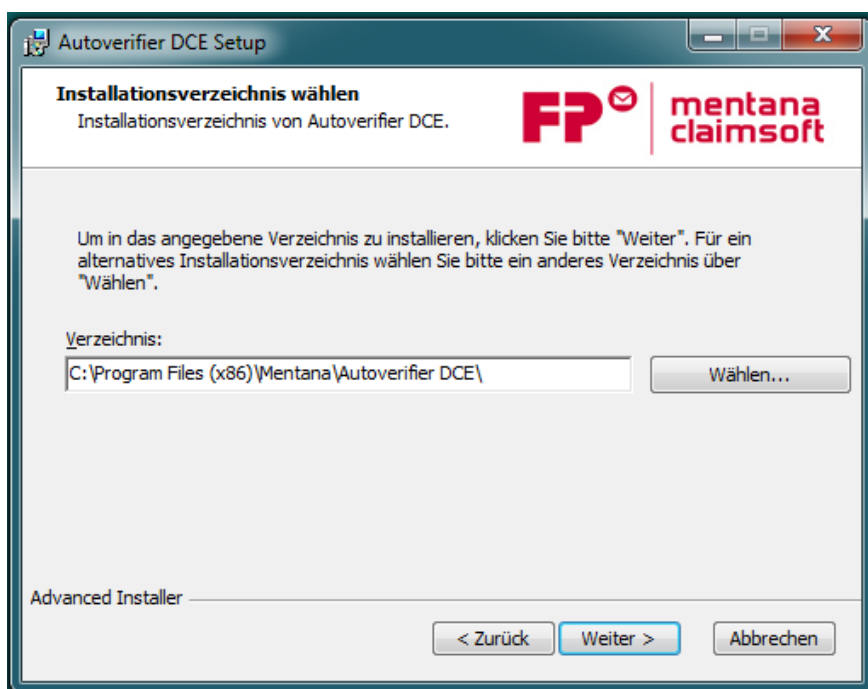 Autoverifier DCE Setup
Installationsverzeichnis wählen
Installationsverzeichnis von Autoverifier DCE.
FP
mentana
claimsoft
Um in das angegebene Verzeichnis zu installieren, klicken Sie bitte "Weiter". Für ein
alternatives Installationsverzeichnis wählen Sie bitte ein anderes Verzeichnis über
"Wählen".
Verzeichnis:
C:\Program Files (x86)\Mentana\Autoverifier DCE\
Wählen...
Advanced Installer
< Zurück
Weiter >
Abbrechen